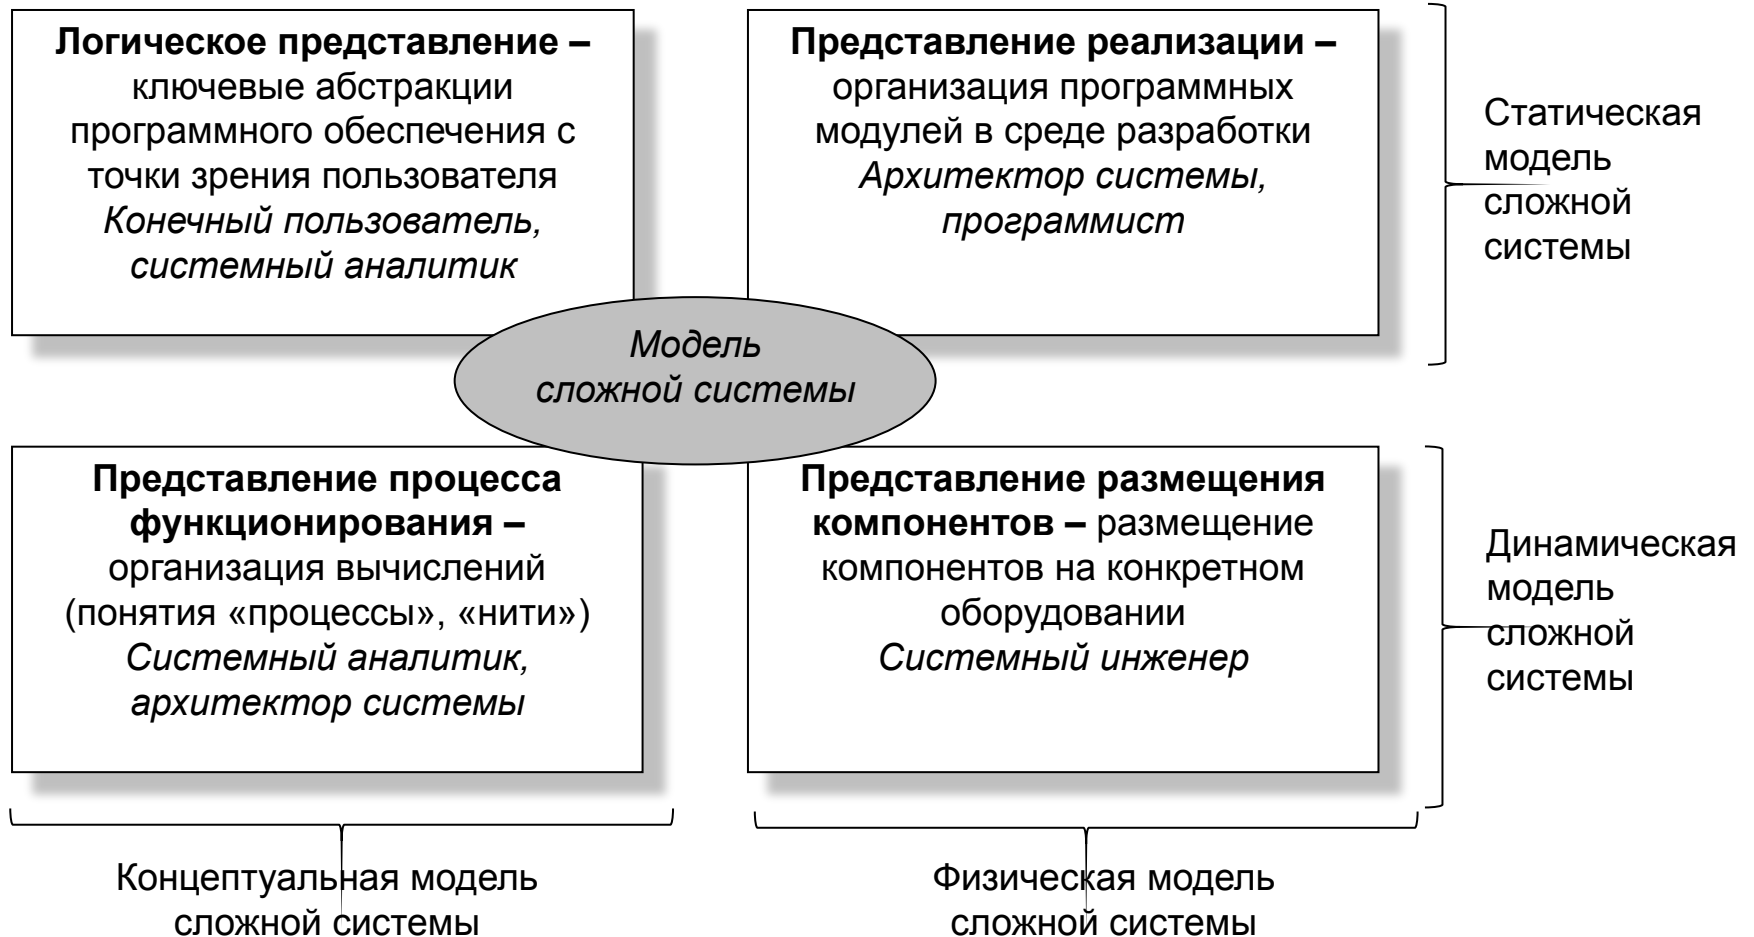 Логическое представление –
ключевые абстракции
программного обеспечения с
точки зрения пользователя
Конечный пользователь,
системный аналитик
Представление реализации –
организация программных
модулей в среде разработки
Архитектор системы,
программист
Статическая
модель
сложной
системы
Модель
сложной системы
Представление процесса
функционирования –
организация вычислений
(понятия «процессы», «нити»)
Системный аналитик,
архитектор системы
Представление размещения
компонентов – размещение
компонентов на конкретном
оборудовании
Системный инженер
Динамическая
модель
сложной
системы
Концептуальная модель
сложной системы
Физическая модель
сложной системы